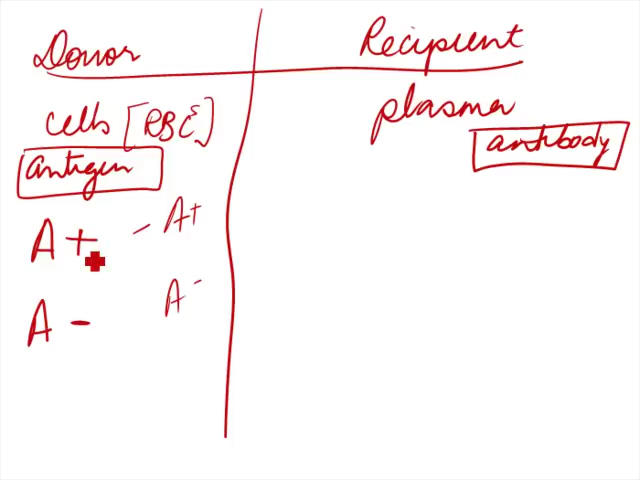 Donor
Recipient
cells [RBC]
plasma
antigen
antibody
A+ - A+
A - A-